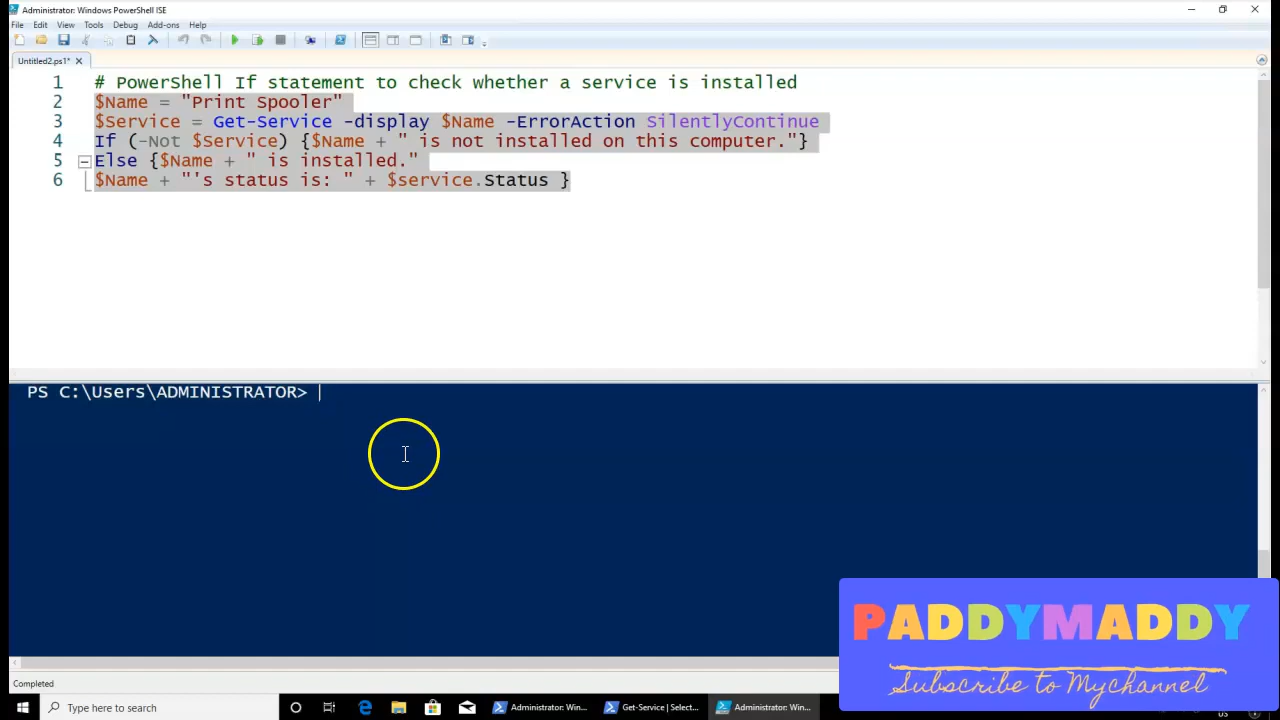 Administrator: Windows PowerShell ISE
File Edit View Tools Debug Add-ons Help
Untitled2.ps1* X
1 # PowerShell If statement to check whether a service is installed
2 $Name = "Print Spooler"
3 $Service = Get-Service -display $Name -ErrorAction SilentlyContinue
4 If (-Not $Service) {$Name + " is not installed on this computer."}
5 Else {$Name + " is installed."
6 $Name + "'s status is: " + $service.Status }
PS C:\Users\ADMINISTRATOR>
PADDYMADDY
Subscribe to Mychannel
Completed
Type here to search
Administrator: Win...
Get-Service | Select...
Administrator: Win...